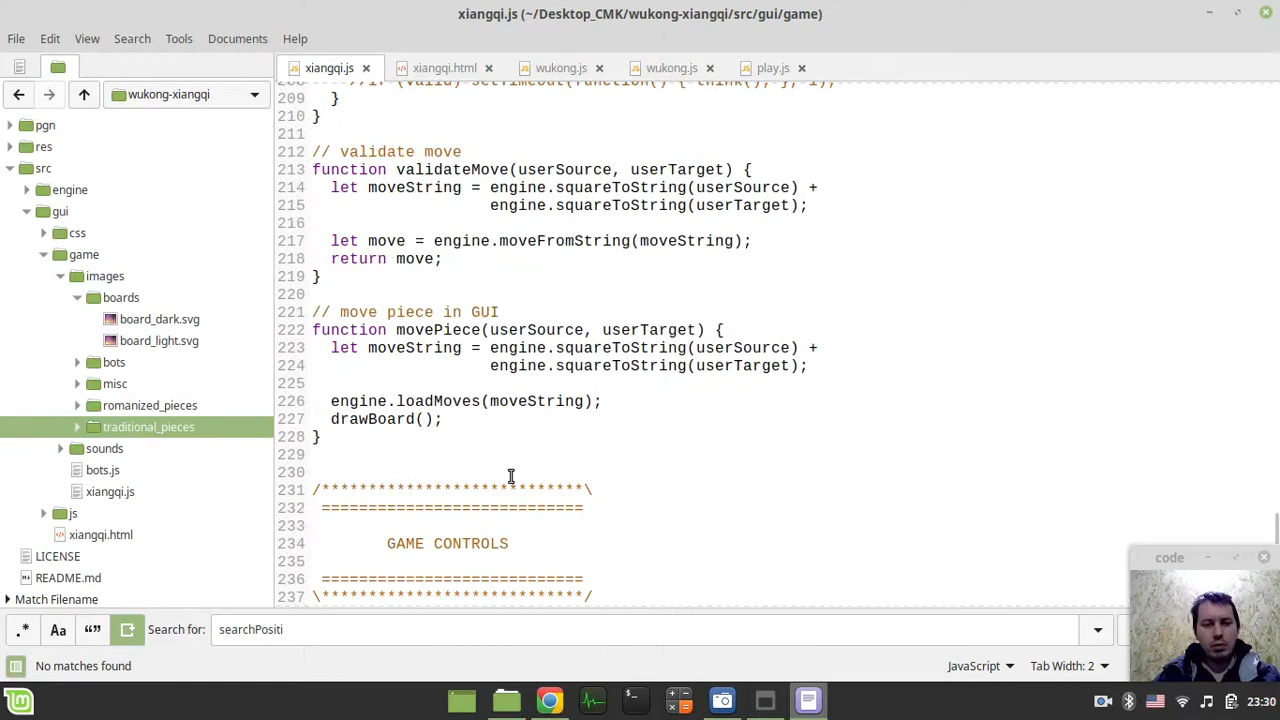 xiangqi.js (~/Desktop_CMK/wukong-xiangqi/src/gui/game)
File Edit View Search Tools Documents Help
xiangqi.js xiangqi.html wukong.js wukong.js play.js
wukong-xiangqi
pgn
res
src
engine
gui
css
game
images
boards
board_dark.svg
board_light.svg
bots
misc
romanized_pieces
traditional_pieces
sounds
bots.js
xiangqi.js
js
xiangqi.html
LICENSE
README.md
Match Filename
209 }
210 }
211
212 // validate move
213 function validateMove(userSource, userTarget) {
214 let moveString = engine.squareToString(userSource) +
215 engine.squareToString(userTarget);
216
217 let move = engine.moveFromString(moveString);
218 return move;
219 }
220
221 // move piece in GUI
222 function movePiece(userSource, userTarget) {
223 let moveString = engine.squareToString(userSource) +
224 engine.squareToString(userTarget);
225
226 engine.loadMoves(moveString);
227 drawBoard();
228 }
229
230
231 /****************************\
232 ============================
233
234 GAME CONTROLS
235
236 ============================
237 \****************************/
code
.* Aa “” Search for: searchPositi
No matches found JavaScript Tab Width: 2
23:30